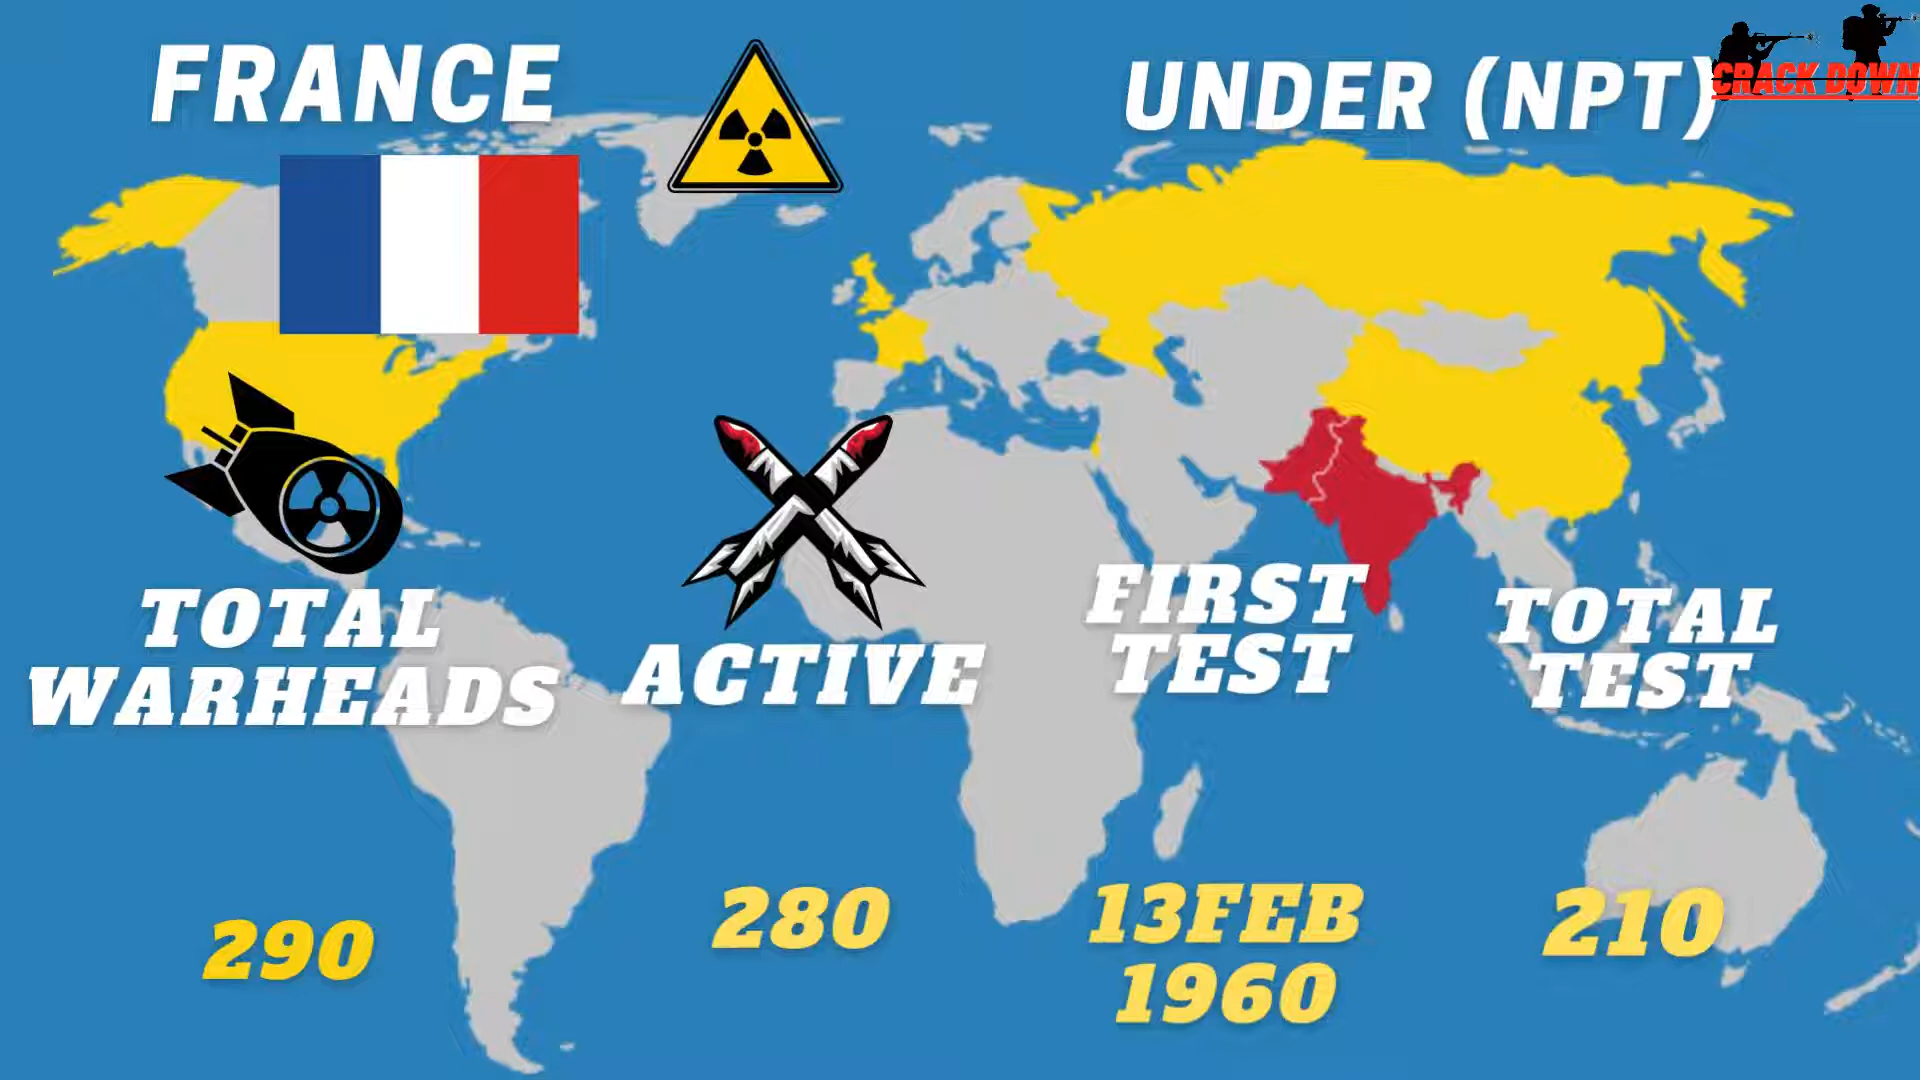 FRANCE
UNDER (NPT)
CRACK DOWN
TOTAL
WARHEADS
ACTIVE
FIRST
TEST
TOTAL
TEST
290
280
13FEB
1960
210